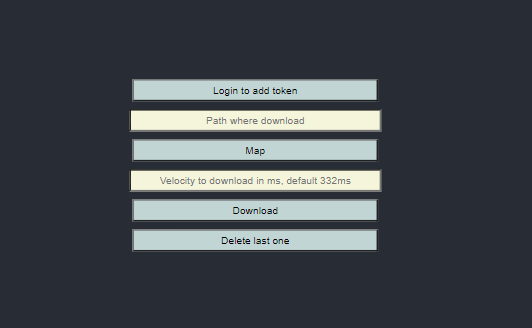 Login to add token
Path where download
Map
Velocity to download in ms, default 332ms
Download
Delete last one